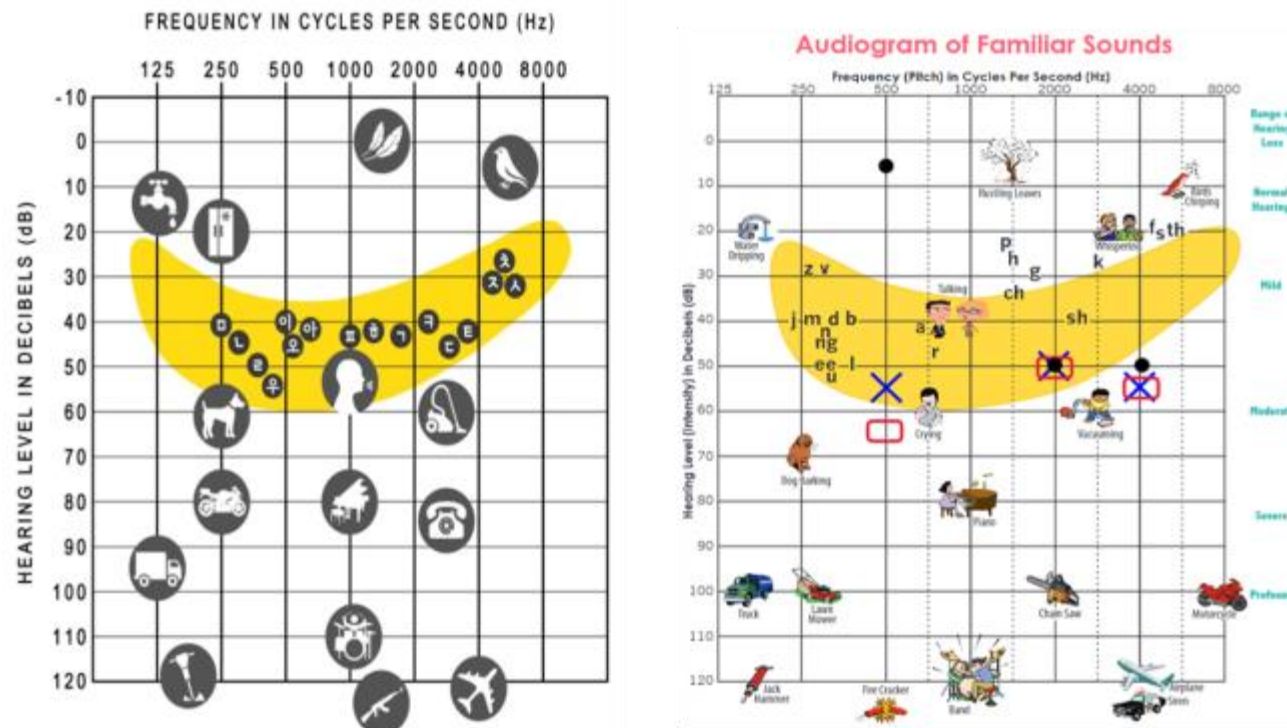 FREQUENCY IN CYCLES PER SECOND (Hz)
125 250 500 1000 2000 4000 8000
HEARING LEVEL IN DECIBELS (dB)
-10
0
10
20
30
40
50
60
70
80
90
100
110
120
ㅊ
ㅈ ㅅ
ㅁ 이 아 ㅍ ㅎ ㄱ ㅋ ㅌ
ㄴ 오 ㄷ
ㄹ
우
Audiogram of Familiar Sounds
Frequency (Pitch) in Cycles Per Second (Hz)
125 250 500 1000 2000 4000 8000
Hearing Level (Intensity) in Decibels (dB)
0
10
20
30
40
50
60
70
80
90
100
110
120
Range of
Hearing
Loss
Normal
Hearing
Mild
Moderate
Severe
Profound
Rustling Leaves
Birds
Chirping
Water
Dripping
Whispering
f s th
p
h
g
k
z v
ch
Talking
j m d b
n
ng
a
sh
r
ee l
u
Crying
Vacuuming
Dog Barking
Piano
Truck
Lawn
Mower
Chain Saw
Motorcycle
Jack
Hammer
Fire Cracker
Band
Airplane
Siren